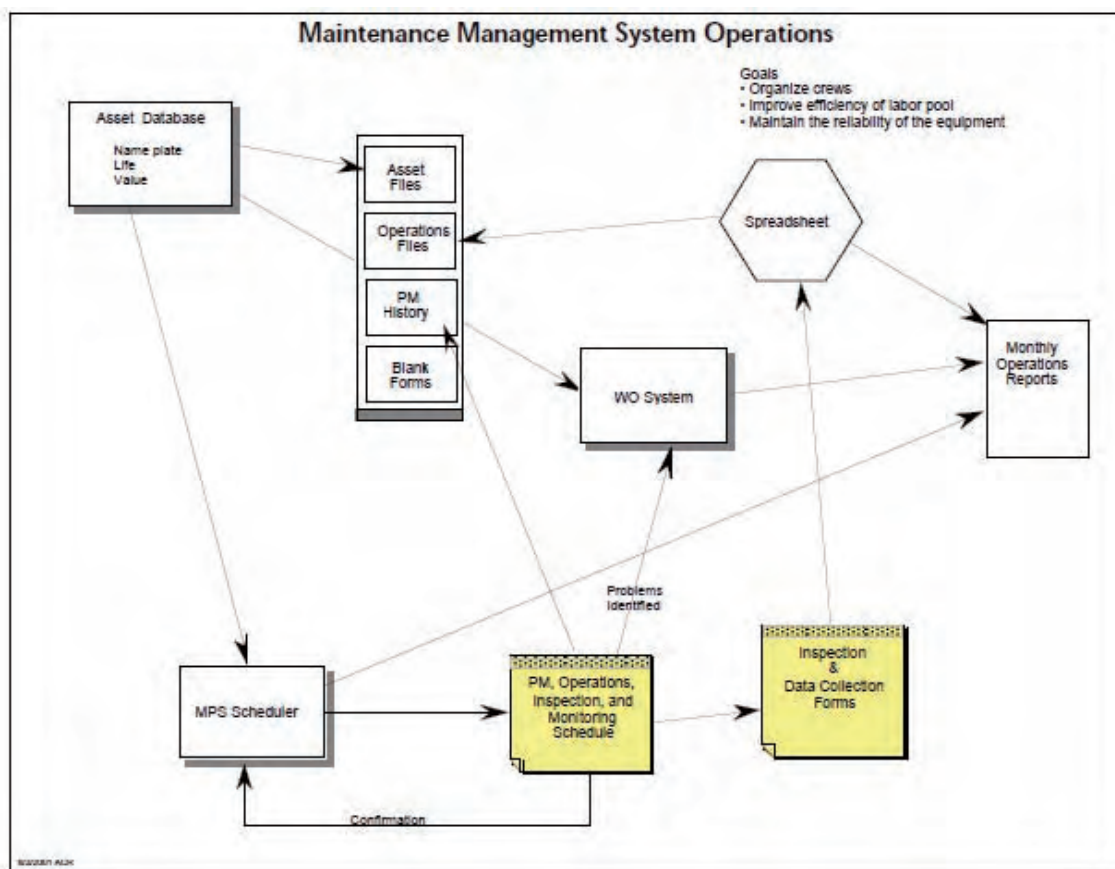 Maintenance Management System Operations
Goals
• Organize crews
• Improve efficiency of labor pool
• Maintain the reliability of the equipment
Asset Database
Name plate
Life
Value
Asset
Files
Operations
Files
PM
History
Blank
Forms
Spreadsheet
WO System
Monthly
Operations
Reports
Problems
Identified
MPS Scheduler
PM, Operations,
Inspection, and
Monitoring
Schedule
Inspection
&
Data Collection
Forms
Confirmation